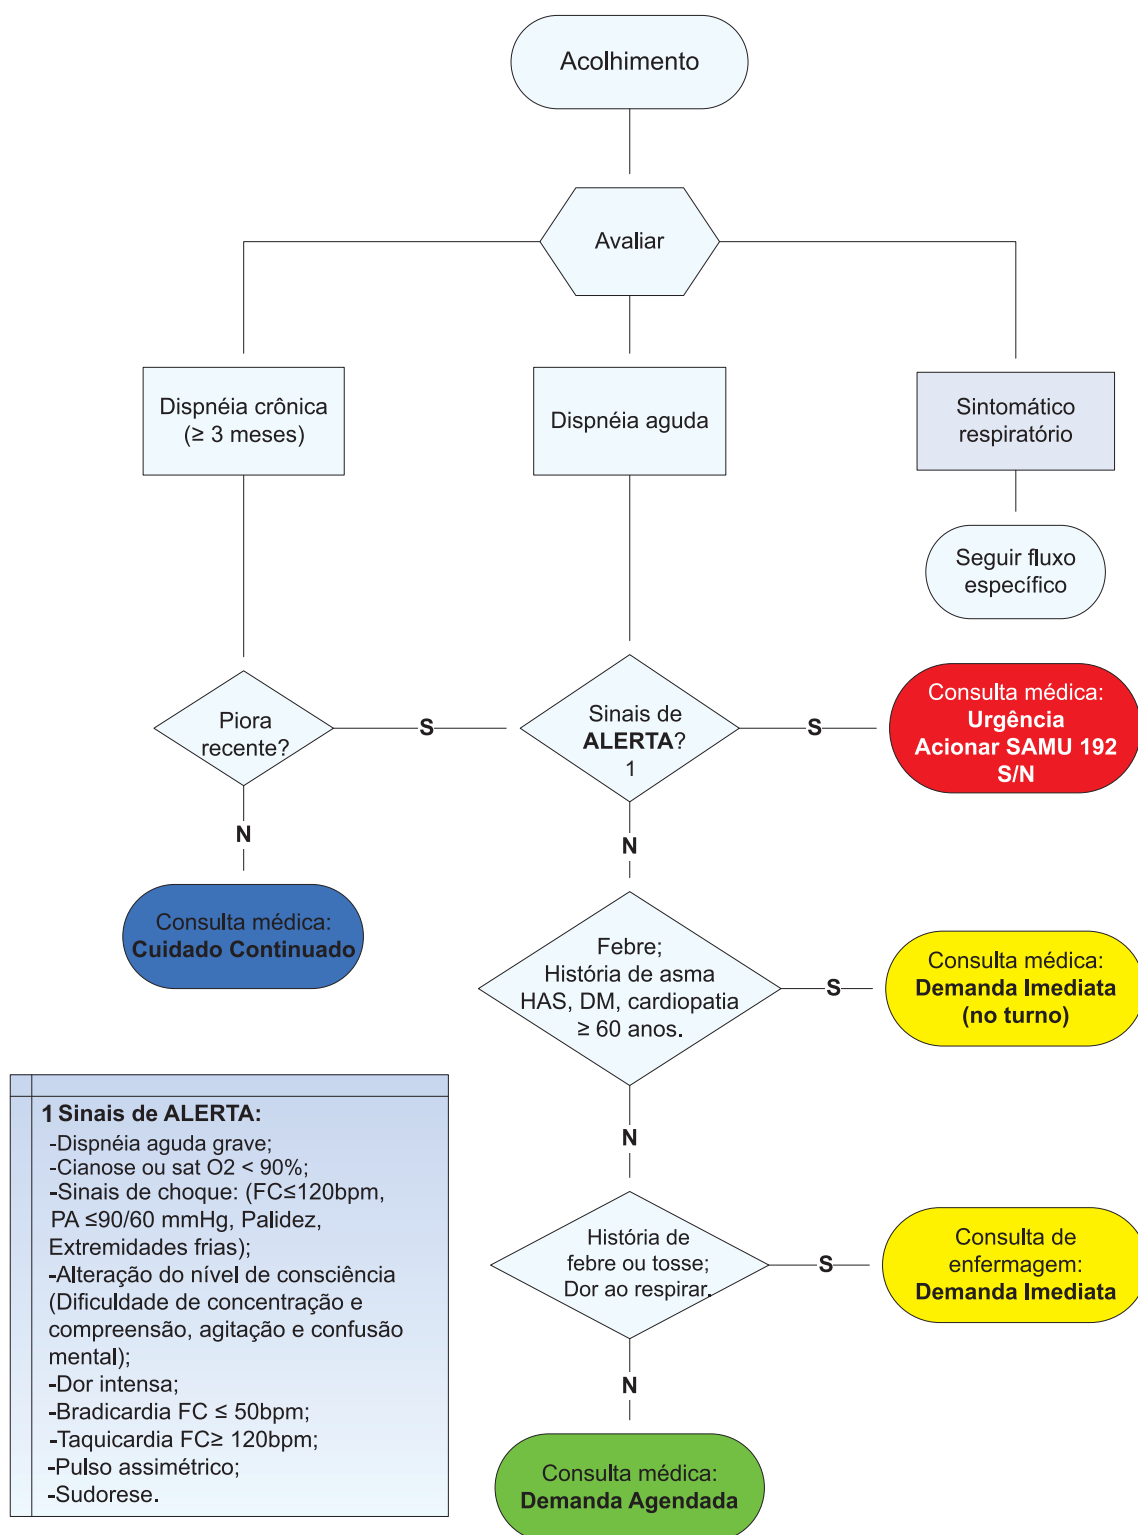 Acolhimento
Avaliar
Dispnéia crônica
(≥ 3 meses)
Dispnéia aguda
Sintomático
respiratório
Seguir fluxo
específico
Piora
recente?
S
Sinais de
ALERTA?
1
S
Consulta médica:
Urgência
Acionar SAMU 192
S/N
N
N
Consulta médica:
Cuidado Continuado
Febre;
História de asma
HAS, DM, cardiopatia
≥ 60 anos.
S
Consulta médica:
Demanda Imediata
(no turno)
N
História de
febre ou tosse;
Dor ao respirar.
S
Consulta de
enfermagem:
Demanda Imediata
N
Consulta médica:
Demanda Agendada
1 Sinais de ALERTA:
-Dispnéia aguda grave;
-Cianose ou sat O2 < 90%;
-Sinais de choque: (FC≤120bpm,
PA ≤90/60 mmHg, Palidez,
Extremidades frias);
-Alteração do nível de consciência
(Dificuldade de concentração e
compreensão, agitação e confusão
mental);
-Dor intensa;
-Bradicardia FC ≤ 50bpm;
-Taquicardia FC≥ 120bpm;
-Pulso assimétrico;
-Sudorese.